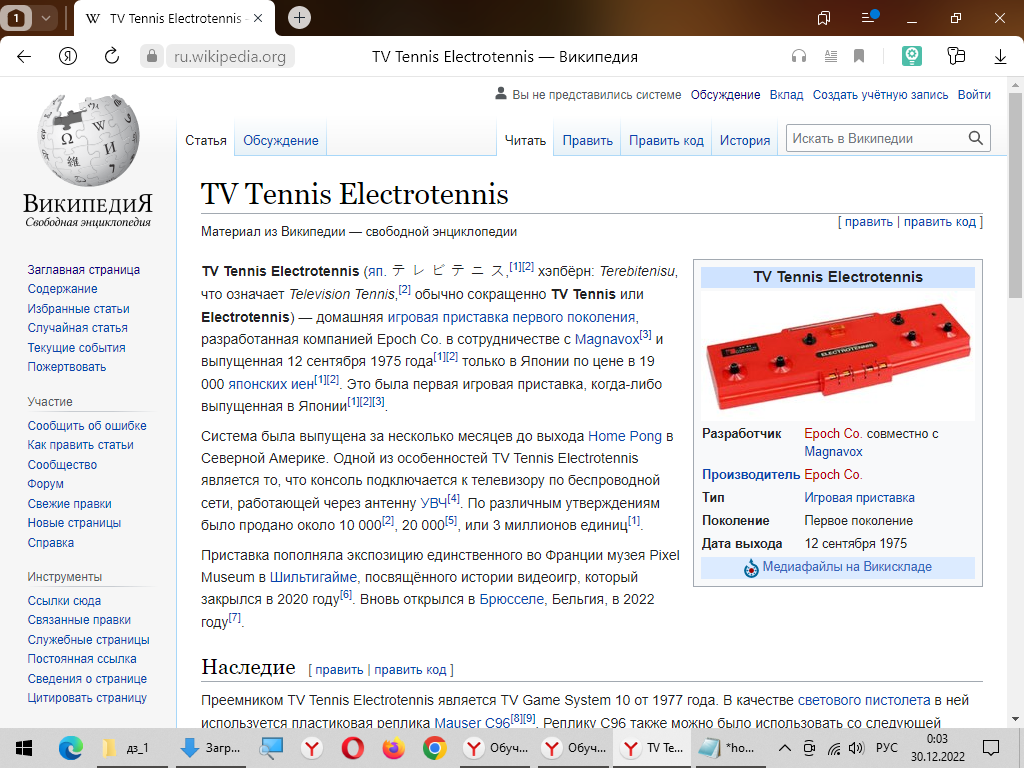 1
W TV Tennis Electrotennis
ru.wikipedia.org
TV Tennis Electrotennis — Википедия
Вы не представились системе Обсуждение Вклад Создать учётную запись Войти
Статья Обсуждение Читать Править Править код История Искать в Википедии
ВикипедиЯ
Свободная энциклопедия
Заглавная страница
Содержание
Избранные статьи
Случайная статья
Текущие события
Пожертвовать
Участие
Сообщить об ошибке
Как править статьи
Сообщество
Форум
Свежие правки
Новые страницы
Справка
Инструменты
Ссылки сюда
Связанные правки
Служебные страницы
Постоянная ссылка
Сведения о странице
Цитировать страницу
TV Tennis Electrotennis
[ править | править код ]
Материал из Википедии — свободной энциклопедии
TV Tennis Electrotennis (яп. テレビテニス,[1][2] хэпбёрн: Terebitenisu,
что означает Television Tennis,[2] обычно сокращенно TV Tennis или
Electrotennis) — домашняя игровая приставка первого поколения,
разработанная компанией Epoch Co. в сотрудничестве с Magnavox[3] и
выпущенная 12 сентября 1975 года[1][2] только в Японии по цене в 19
000 японских иен[1][2]. Это была первая игровая приставка, когда-либо
выпущенная в Японии[1][2][3].
Система была выпущена за несколько месяцев до выхода Home Pong в
Северной Америке. Одной из особенностей TV Tennis Electrotennis
является то, что консоль подключается к телевизору по беспроводной
сети, работающей через антенну УВЧ[4]. По различным утверждениям
было продано около 10 000[2], 20 000[5], или 3 миллионов единиц[1].
Приставка пополняла экспозицию единственного во Франции музея Pixel
Museum в Шильтигайме, посвящённого истории видеоигр, который
закрылся в 2020 году[6]. Вновь открылся в Брюсселе, Бельгия, в 2022
году[7].
TV Tennis Electrotennis
ELECTROTENNIS
Разработчик Epoch Co. совместно с
Magnavox
Производитель Epoch Co.
Тип Игровая приставка
Поколение Первое поколение
Дата выхода 12 сентября 1975
Медиафайлы на Викискладе
Наследие [ править | править код ]
Преемником TV Tennis Electrotennis является TV Game System 10 от 1977 года. В качестве светового пистолета в ней
используется пластиковая реплика Mauser C96[8][9]. Реплику C96 также можно было использовать со следующей
дз_1 Загр... Обуч... Обуч... TV Te... *ho... РУС 0:03
30.12.2022